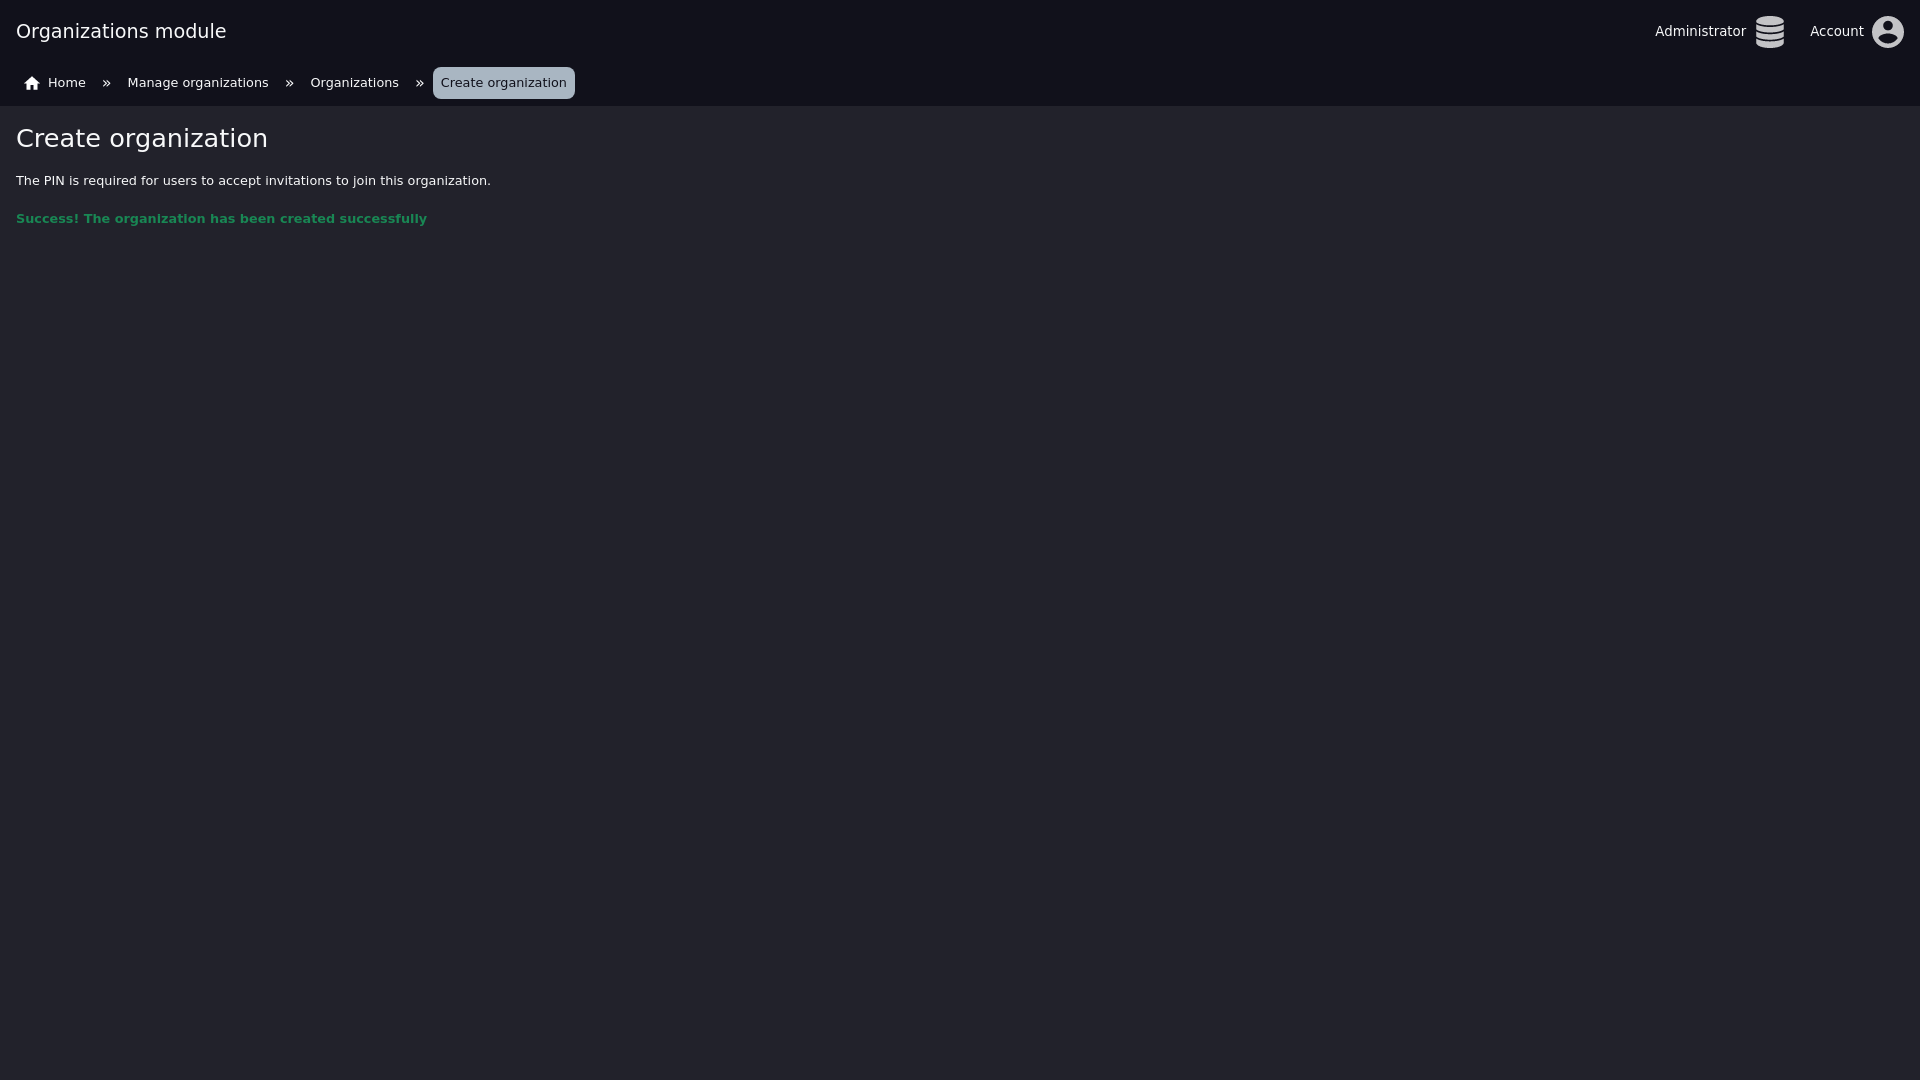 Organizations module
Administrator
Account
Home » Manage organizations » Organizations » Create organization
Create organization
The PIN is required for users to accept invitations to join this organization.
Success! The organization has been created successfully